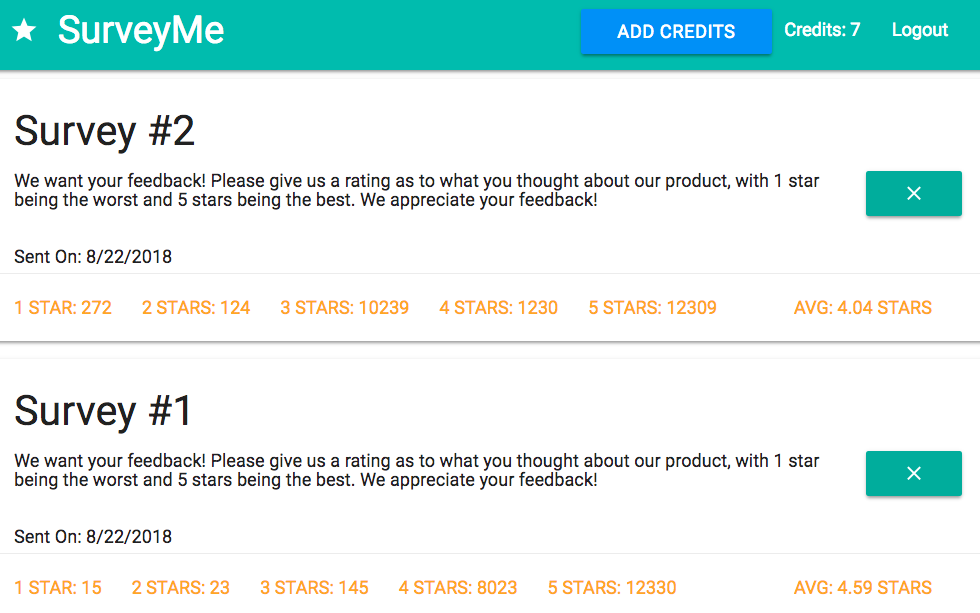 SurveyMe
ADD CREDITS
Credits: 7
Logout
Survey #2
We want your feedback! Please give us a rating as to what you thought about our product, with 1 star
being the worst and 5 stars being the best. We appreciate your feedback!
Sent On: 8/22/2018
1 STAR: 272 2 STARS: 124 3 STARS: 10239 4 STARS: 1230 5 STARS: 12309 AVG: 4.04 STARS
Survey #1
We want your feedback! Please give us a rating as to what you thought about our product, with 1 star
being the worst and 5 stars being the best. We appreciate your feedback!
Sent On: 8/22/2018
1 STAR: 15 2 STARS: 23 3 STARS: 145 4 STARS: 8023 5 STARS: 12330 AVG: 4.59 STARS